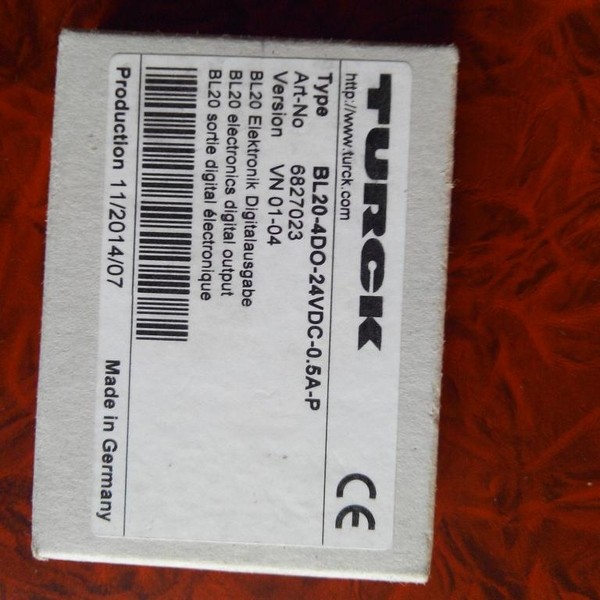 TURCK
http://www.turck.com
Type BL20-4DO-24VDC-0.5A-P
Art-No 6827023
Version VN 01-04
BL20 Elektronik Digitalausgabe
BL20 electronics digital output
BL20 sortie digital/électronique
Production 11/2014/07 Made in Germany
CE